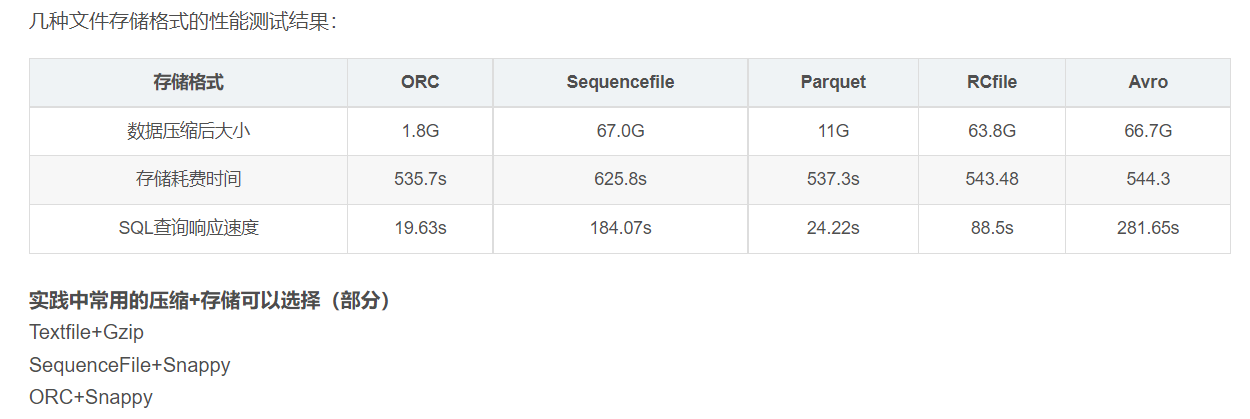 几种文件存储格式的性能测试结果：
存储格式 ORC Sequencefile Parquet RCfile Avro
数据压缩后大小 1.8G 67.0G 11G 63.8G 66.7G
存储耗费时间 535.7s 625.8s 537.3s 543.48 544.3
SQL查询响应速度 19.63s 184.07s 24.22s 88.5s 281.65s
实践中常用的压缩+存储可以选择（部分）
Textfile+Gzip
SequenceFile+Snappy
ORC+Snappy